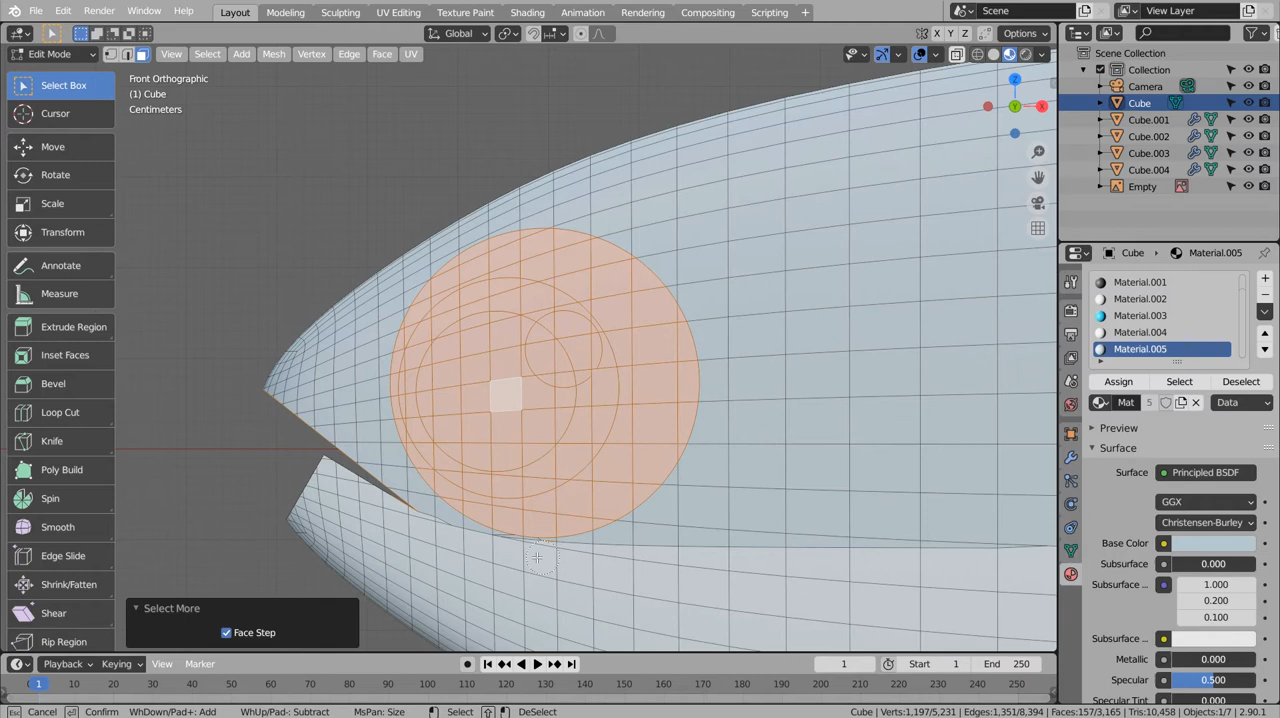 File Edit Render Window Help Layout Modeling Sculpting UV Editing Texture Paint Shading Animation Rendering Compositing Scripting + Scene View Layer
Global X Y Z Options
Edit Mode View Select Add Mesh Vertex Edge Face UV
Select Box
Cursor
Move
Rotate
Scale
Transform
Annotate
Measure
Extrude Region
Inset Faces
Bevel
Loop Cut
Knife
Poly Build
Spin
Smooth
Edge Slide
Shrink/Fatten
Shear
Rip Region
Front Orthographic
(1) Cube
Centimeters
Z
Y
X
Select More
Face Step
Scene Collection
Collection
Camera
Cube
Cube.001
Cube.002
Cube.003
Cube.004
Empty
Cube Material.005
Material.001
Material.002
Material.003
Material.004
Material.005
Assign Select Deselect
Mat 5 Data
Preview
Surface
Surface Principled BSDF
GGX
Christensen-Burley
Base Color
Subsurface 0.000
Subsurface ... 1.000
0.200
0.100
Subsurface ...
Metallic 0.000
Specular 0.500
Specular Tint 0.000
Playback Keying View Marker 1 Start 1 End 250
1 10 20 30 40 50 60 70 80 90 100 110 120 130 140 150 160 170 180 190 200 210 220 230 240 250
Esc Cancel Confirm WhDown/Pad+: Add WhUp/Pad-: Subtract MsPan: Size Select DeSelect Cube | Verts:1,197/5,231 | Edges:1,351/8,394 | Faces:157/3,165 | Tris:10,458 | Objects:1/7 | 2.90.1